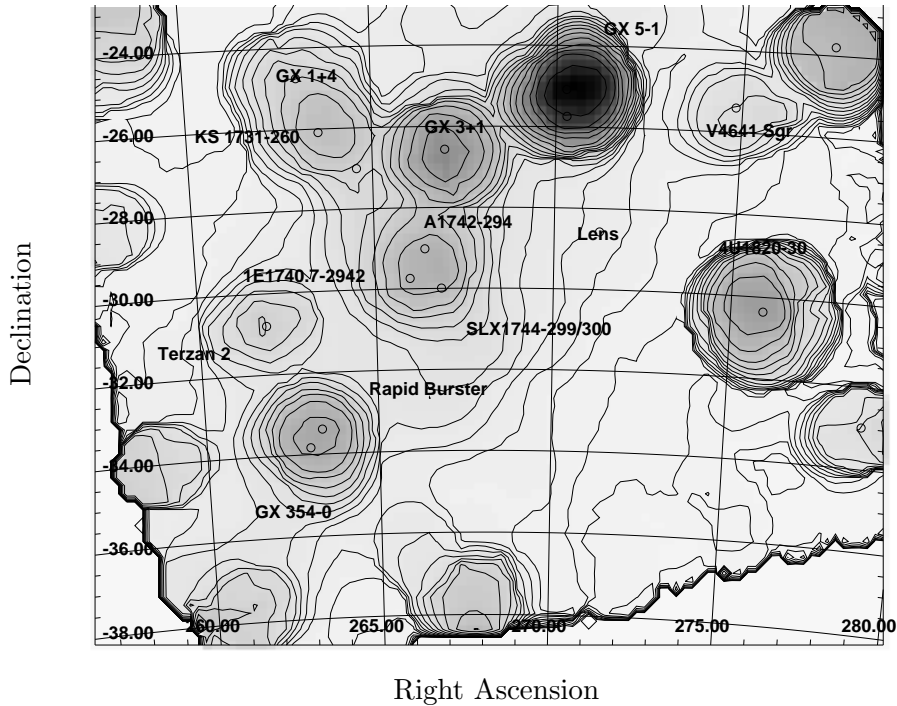 GX 5-1
-24.00
GX 1+4
GX 3+1
V4641 Sgr
-26.00
KS 1731-260
-28.00
A1742-294
Lens
4U1820-30
1E1740.7-2942
-30.00
SLX1744-299/300
Terzan 2
-32.00
Rapid Burster
-34.00
GX 354-0
-36.00
-38.00
260.00
265.00
270.00
275.00
280.00
Declination
Right Ascension